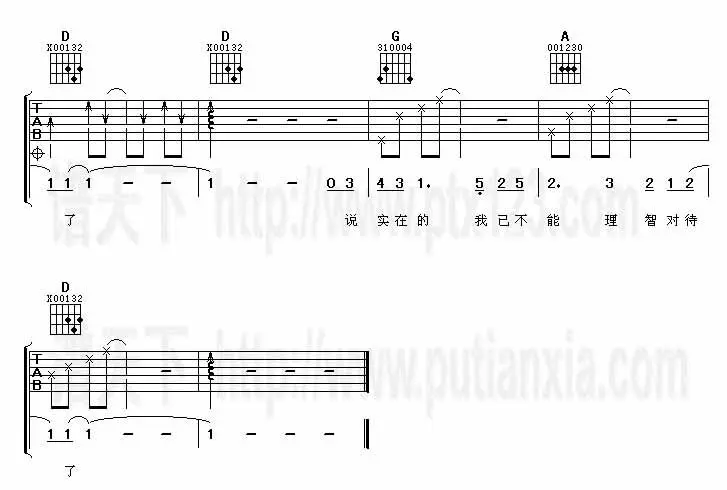 D D G A
X00132 X00132 310004 001230
T
A
B
1 1 1 - - 1 - - 0 3 4 3 1. 5 2 5 2. 3 2 1 2
了 说 实 在 的 我 已 不 能 理 智 对 待
谱天下 http://www.ptx123.com
D
X00132
T
A
B
谱天下 http://www.putianxia.com
1 1 1 - - 1 - - -
了